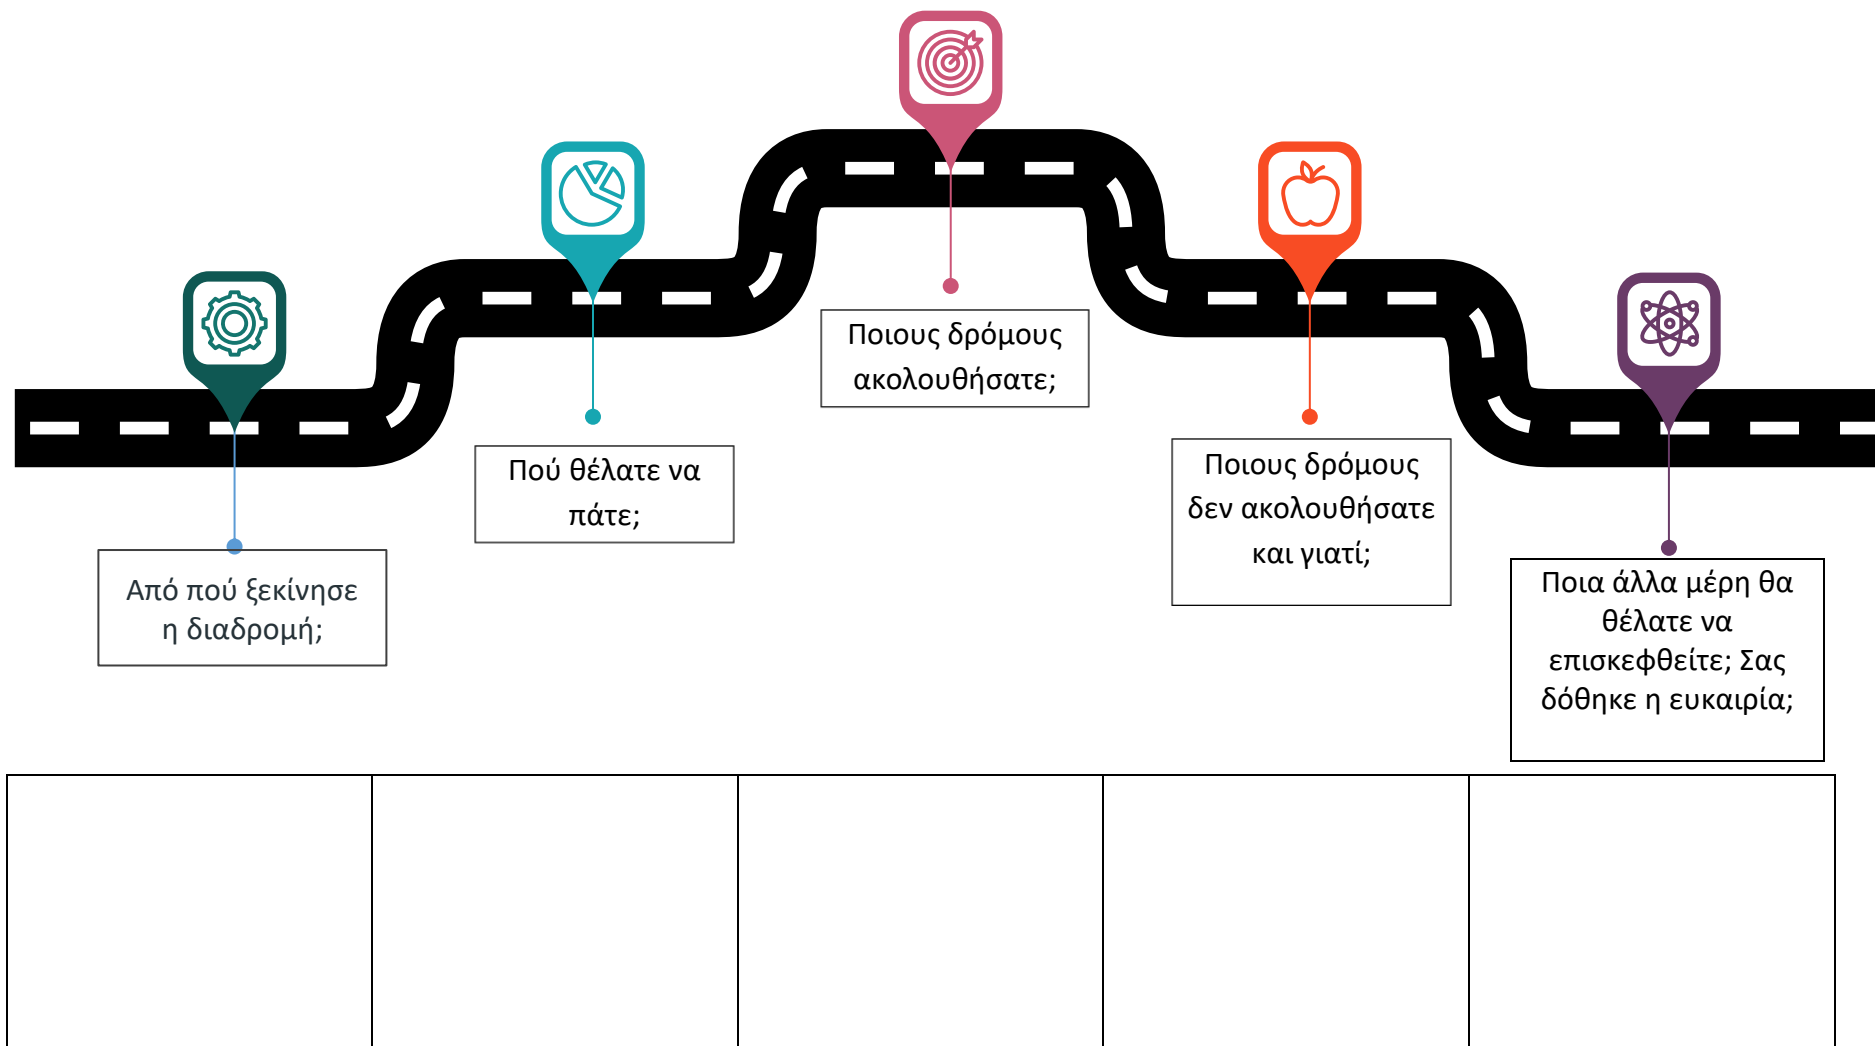 Από πού ξεκίνησε
η διαδρομή;
Πού θέλατε να
πάτε;
Ποιους δρόμους
ακολουθήσατε;
Ποιους δρόμους
δεν ακολουθήσατε
και γιατί;
Ποια άλλα μέρη θα
θέλατε να
επισκεφθείτε; Σας
δόθηκε η ευκαιρία;